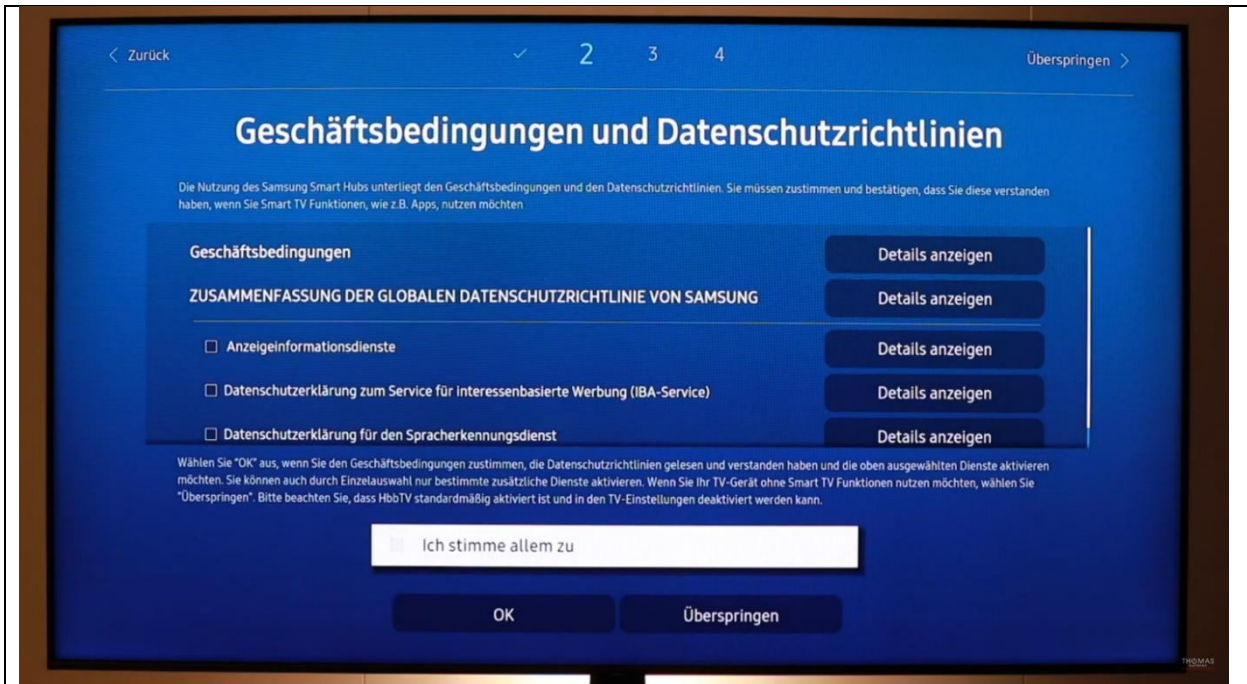 Zurück
2
3
4
Überspringen
Geschäftsbedingungen und Datenschutzrichtlinien
Die Nutzung des Samsung Smart Hubs unterliegt den Geschäftsbedingungen und den Datenschutzrichtlinien. Sie müssen zustimmen und bestätigen, dass Sie diese verstanden
haben, wenn Sie Smart TV Funktionen, wie z.B. Apps, nutzen möchten
Geschäftsbedingungen
Details anzeigen
ZUSAMMENFASSUNG DER GLOBALEN DATENSCHUTZRICHTLINIE VON SAMSUNG
Details anzeigen
Anzeigeinformationsdienste
Details anzeigen
Datenschutzerklärung zum Service für interessenbasierte Werbung (IBA-Service)
Details anzeigen
Datenschutzerklärung für den Spracherkennungsdienst
Details anzeigen
Wählen Sie "OK" aus, wenn Sie den Geschäftsbedingungen zustimmen, die Datenschutzrichtlinien gelesen und verstanden haben und die oben ausgewählten Dienste aktivieren
möchten. Sie können auch durch Einzelauswahl nur bestimmte zusätzliche Dienste aktivieren. Wenn Sie Ihr TV-Gerät ohne Smart TV Funktionen nutzen möchten, wählen Sie
"Überspringen". Bitte beachten Sie, dass HbbTV standardmäßig aktiviert ist und in den TV-Einstellungen deaktiviert werden kann.
Ich stimme allem zu
OK
Überspringen
THOMAS